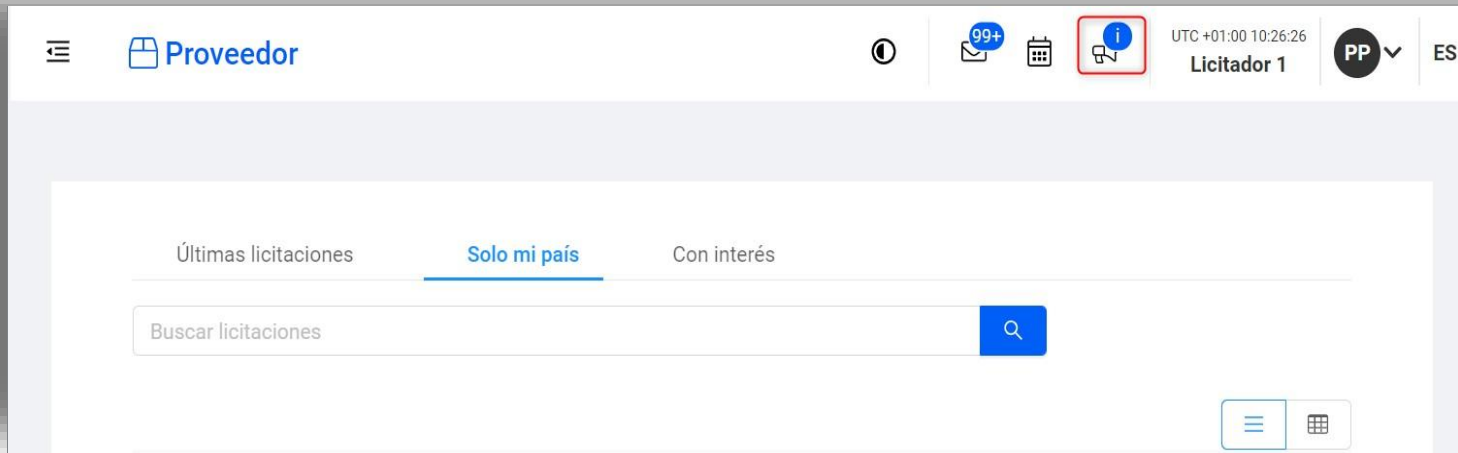 Proveedor
99+
i
UTC +01:00 10:26:26
Licitador 1
PP
ES
Últimas licitaciones
Solo mi país
Con interés
Buscar licitaciones